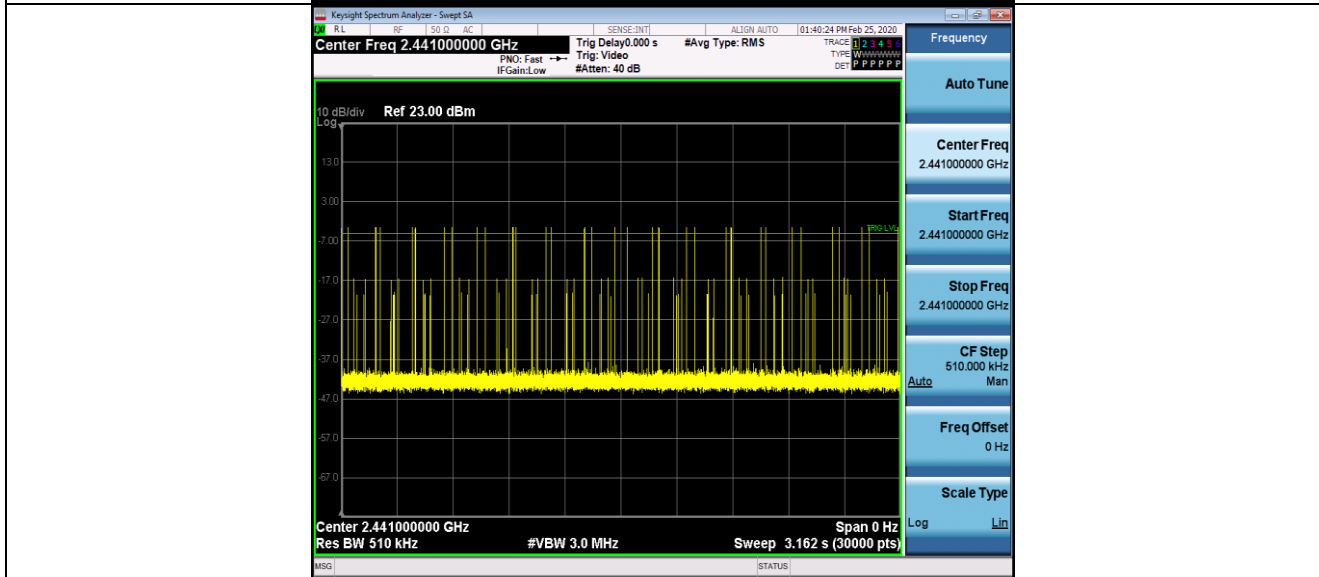 Keysight Spectrum Analyzer - Swept SA
RL RF 50 Ω AC SENSE:INT ALIGN AUTO 01:40:24 PM Feb 25, 2020
Center Freq 2.441000000 GHz
PNO: Fast
IFGain:Low
Trig Delay0.000 s
Trig: Video
#Atten: 40 dB
#Avg Type: RMS
TRACE 1 2 3 4 5 6
TYPE WWWWWW
DET P P P P P P
10 dB/div Ref 23.00 dBm
Log
13.0
3.00
-7.00
-17.0
-27.0
-37.0
-47.0
-57.0
-67.0
TRIG LVL
Center 2.441000000 GHz Span 0 Hz
Res BW 510 kHz #VBW 3.0 MHz Sweep 3.162 s (30000 pts)
MSG STATUS
Frequency
Auto Tune
Center Freq
2.441000000 GHz
Start Freq
2.441000000 GHz
Stop Freq
2.441000000 GHz
CF Step
510.000 kHz
Auto Man
Freq Offset
0 Hz
Scale Type
Log Lin